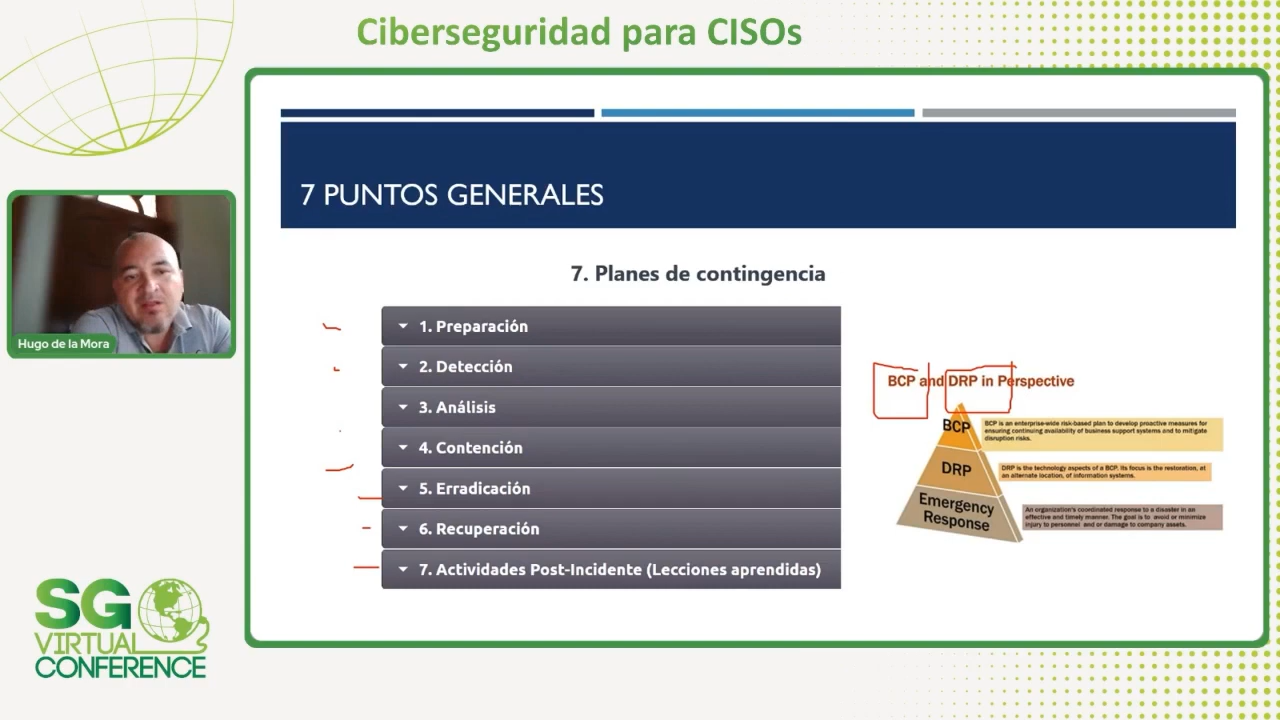 Ciberseguridad para CISOs
7 PUNTOS GENERALES
7. Planes de contingencia
1. Preparación
2. Detección
3. Análisis
4. Contención
5. Erradicación
6. Recuperación
7. Actividades Post-Incidente (Lecciones aprendidas)
BCP and DRP in Perspective
BCP
BCP is an enterprise-wide risk-based plan to develop proactive measures for
ensuring continuing availability of business support systems and to mitigate
disruption risks.
DRP
DRP is the technology aspects of a BCP. Its focus is the restoration, at
an alternate location, of information systems.
Emergency
Response
An organization's coordinated response to a disaster in an
effective and timely manner. The goal is to avoid or minimize
injury to personnel and or damage to company assets.
Hugo de la Mora
SG
VIRTUAL
CONFERENCE